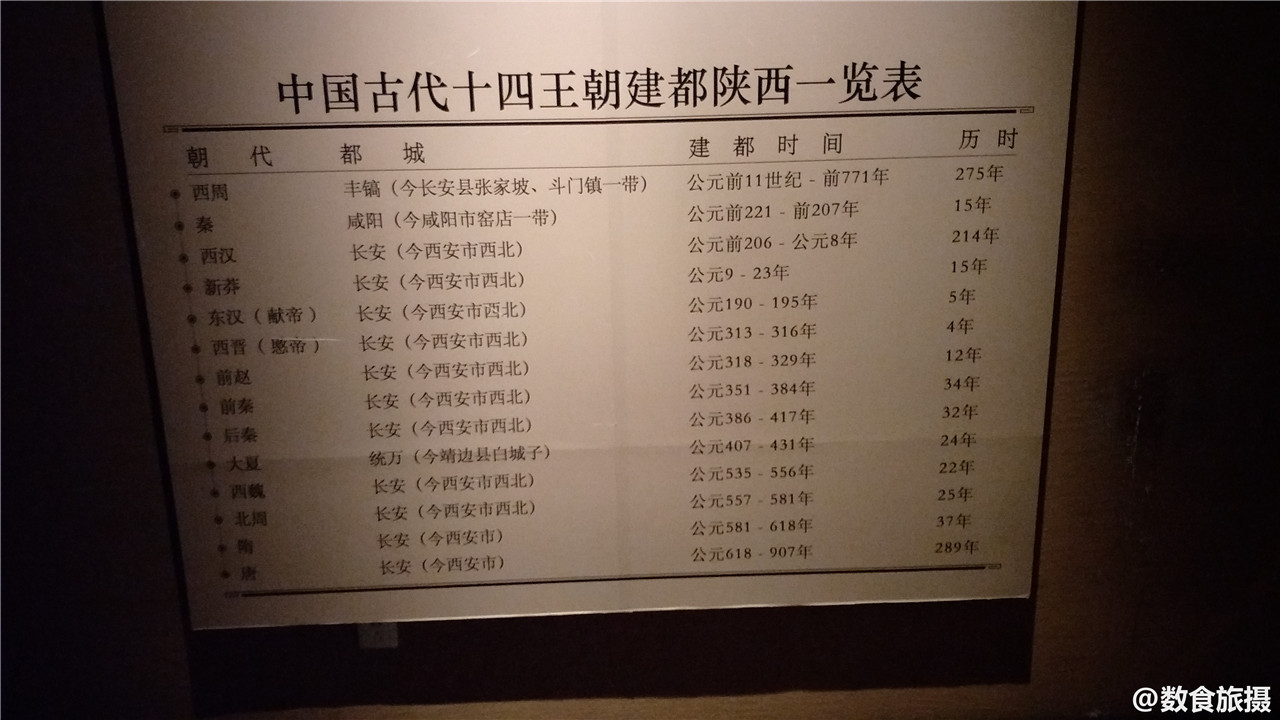 中国古代十四王朝建都陕西一览表
朝代 都城 建都时间 历时
西周 丰镐（今长安县张家坡、斗门镇一带） 公元前11世纪 - 前771年 275年
秦 咸阳（今咸阳市窑店一带） 公元前221 - 前207年 15年
西汉 长安（今西安市西北） 公元前206 - 公元8年 214年
新莽 长安（今西安市西北） 公元9 - 23年 15年
东汉（献帝） 长安（今西安市西北） 公元190 - 195年 5年
西晋（愍帝） 长安（今西安市西北） 公元313 - 316年 4年
前赵 长安（今西安市西北） 公元318 - 329年 12年
前秦 长安（今西安市西北） 公元351 - 384年 34年
后秦 长安（今西安市西北） 公元386 - 417年 32年
大夏 统万（今靖边县白城子） 公元407 - 431年 24年
西魏 长安（今西安市西北） 公元535 - 556年 22年
北周 长安（今西安市西北） 公元557 - 581年 25年
隋 长安（今西安市） 公元581 - 618年 37年
唐 长安（今西安市） 公元618 - 907年 289年
@数食旅摄